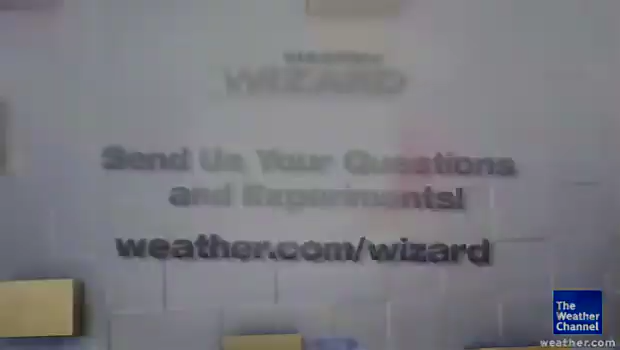 WIZARD
Send Us Your Questions
and Experiments!
weather.com/wizard
The
Weather
Channel
weather.com